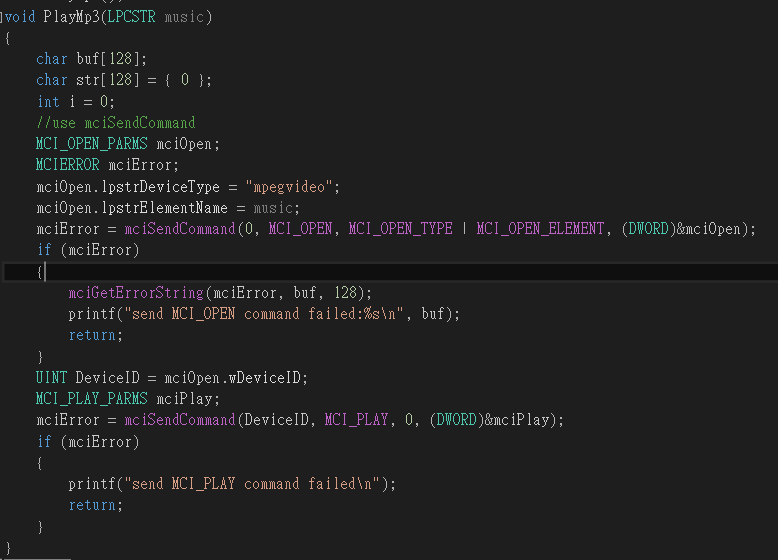 void PlayMp3(LPCSTR music)
{
    char buf[128];
    char str[128] = { 0 };
    int i = 0;
    //use mciSendCommand
    MCI_OPEN_PARMS mciOpen;
    MCIERROR mciError;
    mciOpen.lpstrDeviceType = "mpegvideo";
    mciOpen.lpstrElementName = music;
    mciError = mciSendCommand(0, MCI_OPEN, MCI_OPEN_TYPE | MCI_OPEN_ELEMENT, (DWORD)&mciOpen);
    if (mciError)
    {
        mciGetErrorString(mciError, buf, 128);
        printf("send MCI_OPEN command failed:%s\n", buf);
        return;
    }
    UINT DeviceID = mciOpen.wDeviceID;
    MCI_PLAY_PARMS mciPlay;
    mciError = mciSendCommand(DeviceID, MCI_PLAY, 0, (DWORD)&mciPlay);
    if (mciError)
    {
        printf("send MCI_PLAY command failed\n");
        return;
    }
}